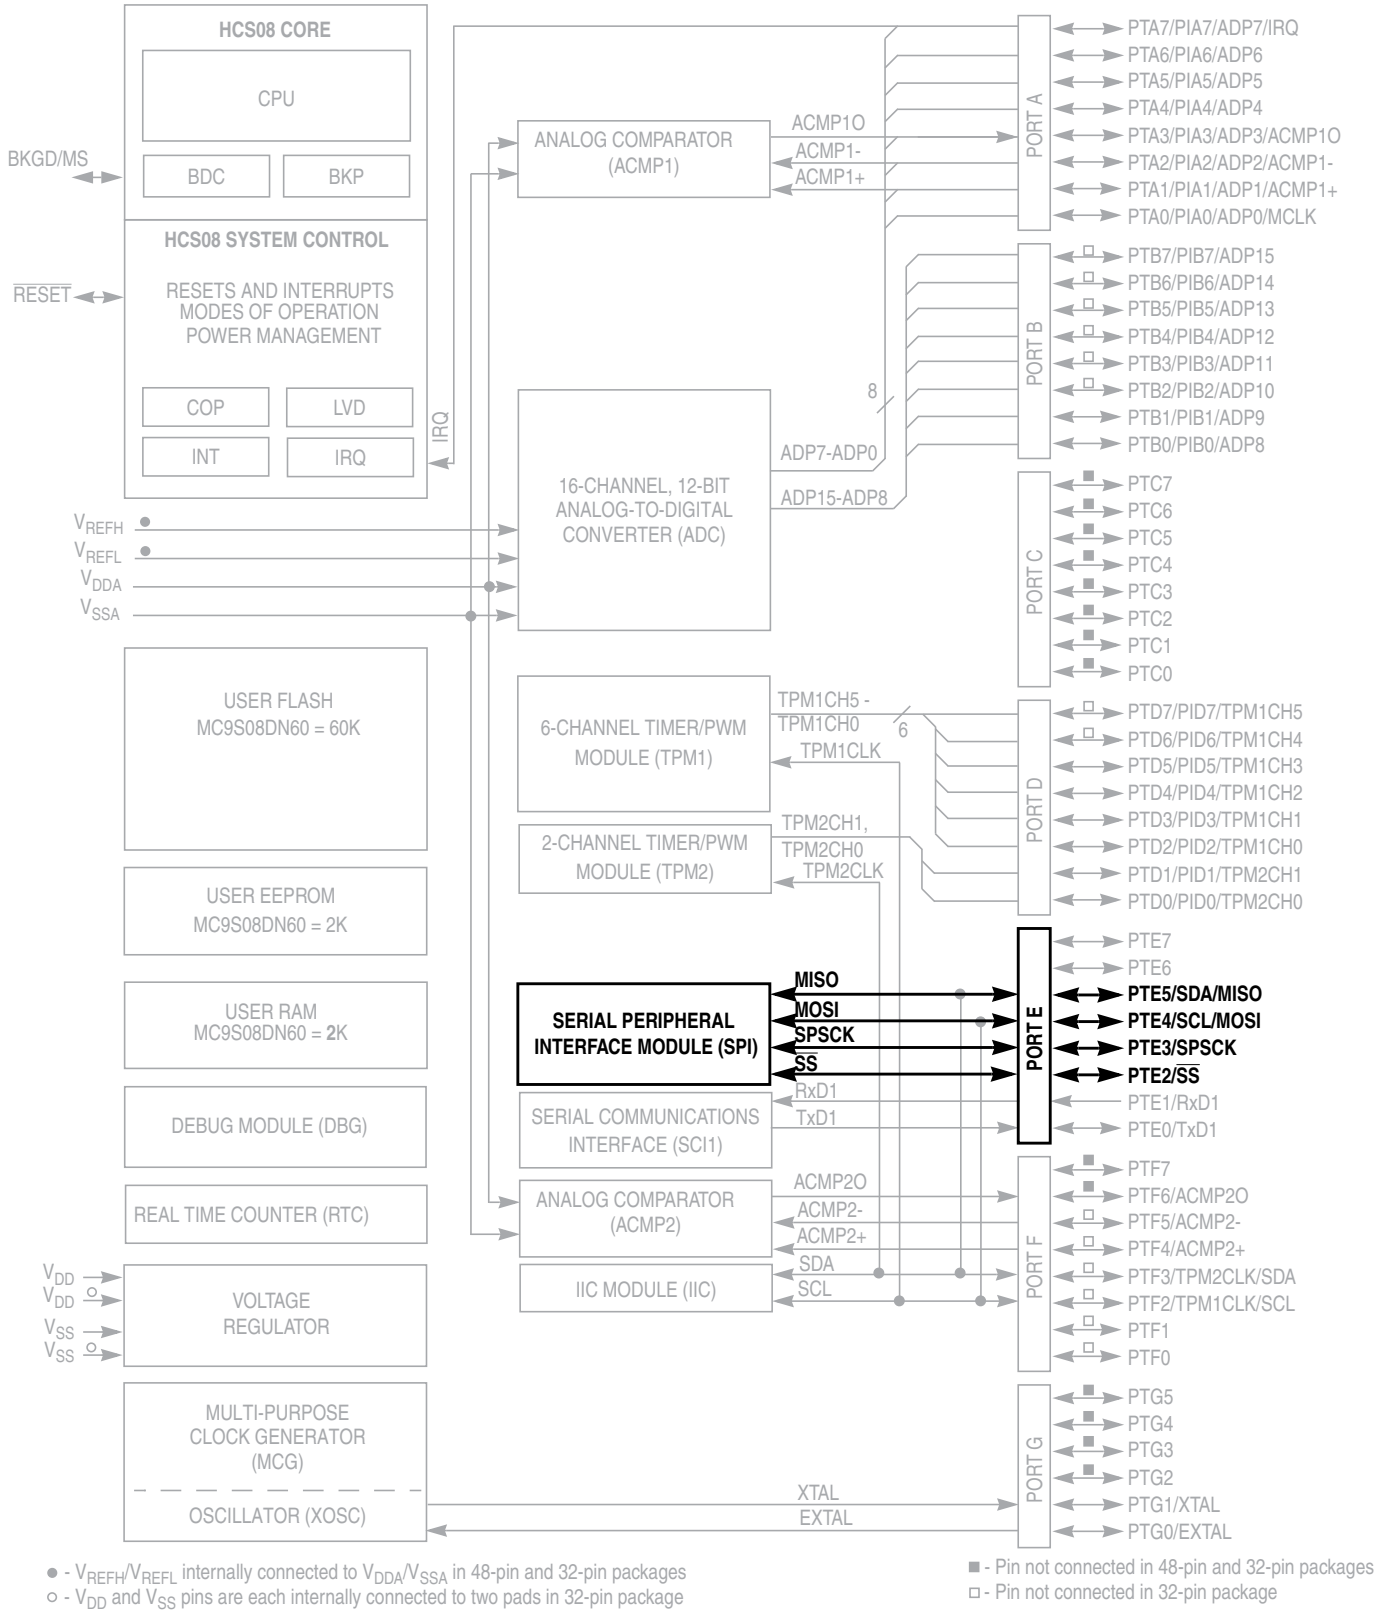 HCS08 CORE
CPU
BDC
BKP
BKGD/MS
HCS08 SYSTEM CONTROL
RESETS AND INTERRUPTS
MODES OF OPERATION
POWER MANAGEMENT
RESET
COP
LVD
INT
IRQ
IRQ
VREFH
VREFL
VDDA
VSSA
USER FLASH
MC9S08DN60 = 60K
USER EEPROM
MC9S08DN60 = 2K
USER RAM
MC9S08DN60 = 2K
DEBUG MODULE (DBG)
REAL TIME COUNTER (RTC)
VDD
VDD
VSS
VSS
VOLTAGE
REGULATOR
MULTI-PURPOSE
CLOCK GENERATOR
(MCG)
OSCILLATOR (XOSC)
XTAL
EXTAL
ANALOG COMPARATOR
(ACMP1)
ACMP1O
ACMP1-
ACMP1+
16-CHANNEL, 12-BIT
ANALOG-TO-DIGITAL
CONVERTER (ADC)
8
ADP7-ADP0
ADP15-ADP8
6-CHANNEL TIMER/PWM
MODULE (TPM1)
TPM1CH5 -
TPM1CH0
6
TPM1CLK
2-CHANNEL TIMER/PWM
MODULE (TPM2)
TPM2CH1,
TPM2CH0
TPM2CLK
SERIAL PERIPHERAL
INTERFACE MODULE (SPI)
MISO
MOSI
SPSCK
SS
SERIAL COMMUNICATIONS
INTERFACE (SCI1)
RxD1
TxD1
ANALOG COMPARATOR
(ACMP2)
ACMP2O
ACMP2-
ACMP2+
IIC MODULE (IIC)
SDA
SCL
PORT A
PTA7/PIA7/ADP7/IRQ
PTA6/PIA6/ADP6
PTA5/PIA5/ADP5
PTA4/PIA4/ADP4
PTA3/PIA3/ADP3/ACMP1O
PTA2/PIA2/ADP2/ACMP1-
PTA1/PIA1/ADP1/ACMP1+
PTA0/PIA0/ADP0/MCLK
PORT B
PTB7/PIB7/ADP15
PTB6/PIB6/ADP14
PTB5/PIB5/ADP13
PTB4/PIB4/ADP12
PTB3/PIB3/ADP11
PTB2/PIB2/ADP10
PTB1/PIB1/ADP9
PTB0/PIB0/ADP8
PORT C
PTC7
PTC6
PTC5
PTC4
PTC3
PTC2
PTC1
PTC0
PORT D
PTD7/PID7/TPM1CH5
PTD6/PID6/TPM1CH4
PTD5/PID5/TPM1CH3
PTD4/PID4/TPM1CH2
PTD3/PID3/TPM1CH1
PTD2/PID2/TPM1CH0
PTD1/PID1/TPM2CH1
PTD0/PID0/TPM2CH0
PORT E
PTE7
PTE6
PTE5/SDA/MISO
PTE4/SCL/MOSI
PTE3/SPSCK
PTE2/SS
PTE1/RxD1
PTE0/TxD1
PORT F
PTF7
PTF6/ACMP2O
PTF5/ACMP2-
PTF4/ACMP2+
PTF3/TPM2CLK/SDA
PTF2/TPM1CLK/SCL
PTF1
PTF0
PORT G
PTG5
PTG4
PTG3
PTG2
PTG1/XTAL
PTG0/EXTAL
● - VREFH/VREFL internally connected to VDDA/VSSA in 48-pin and 32-pin packages
○ - VDD and VSS pins are each internally connected to two pads in 32-pin package
■ - Pin not connected in 48-pin and 32-pin packages
□ - Pin not connected in 32-pin package